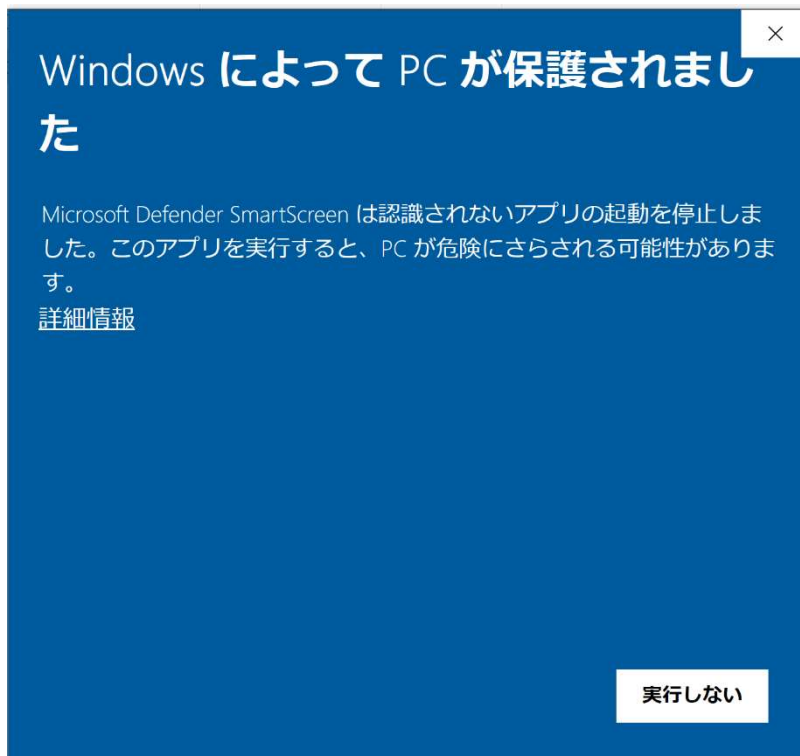 Windows によって PC が保護されまし
た
Microsoft Defender SmartScreen は認識されないアプリの起動を停止しま
した。このアプリを実行すると、PC が危険にさらされる可能性がありま
す。
詳細情報
実行しない